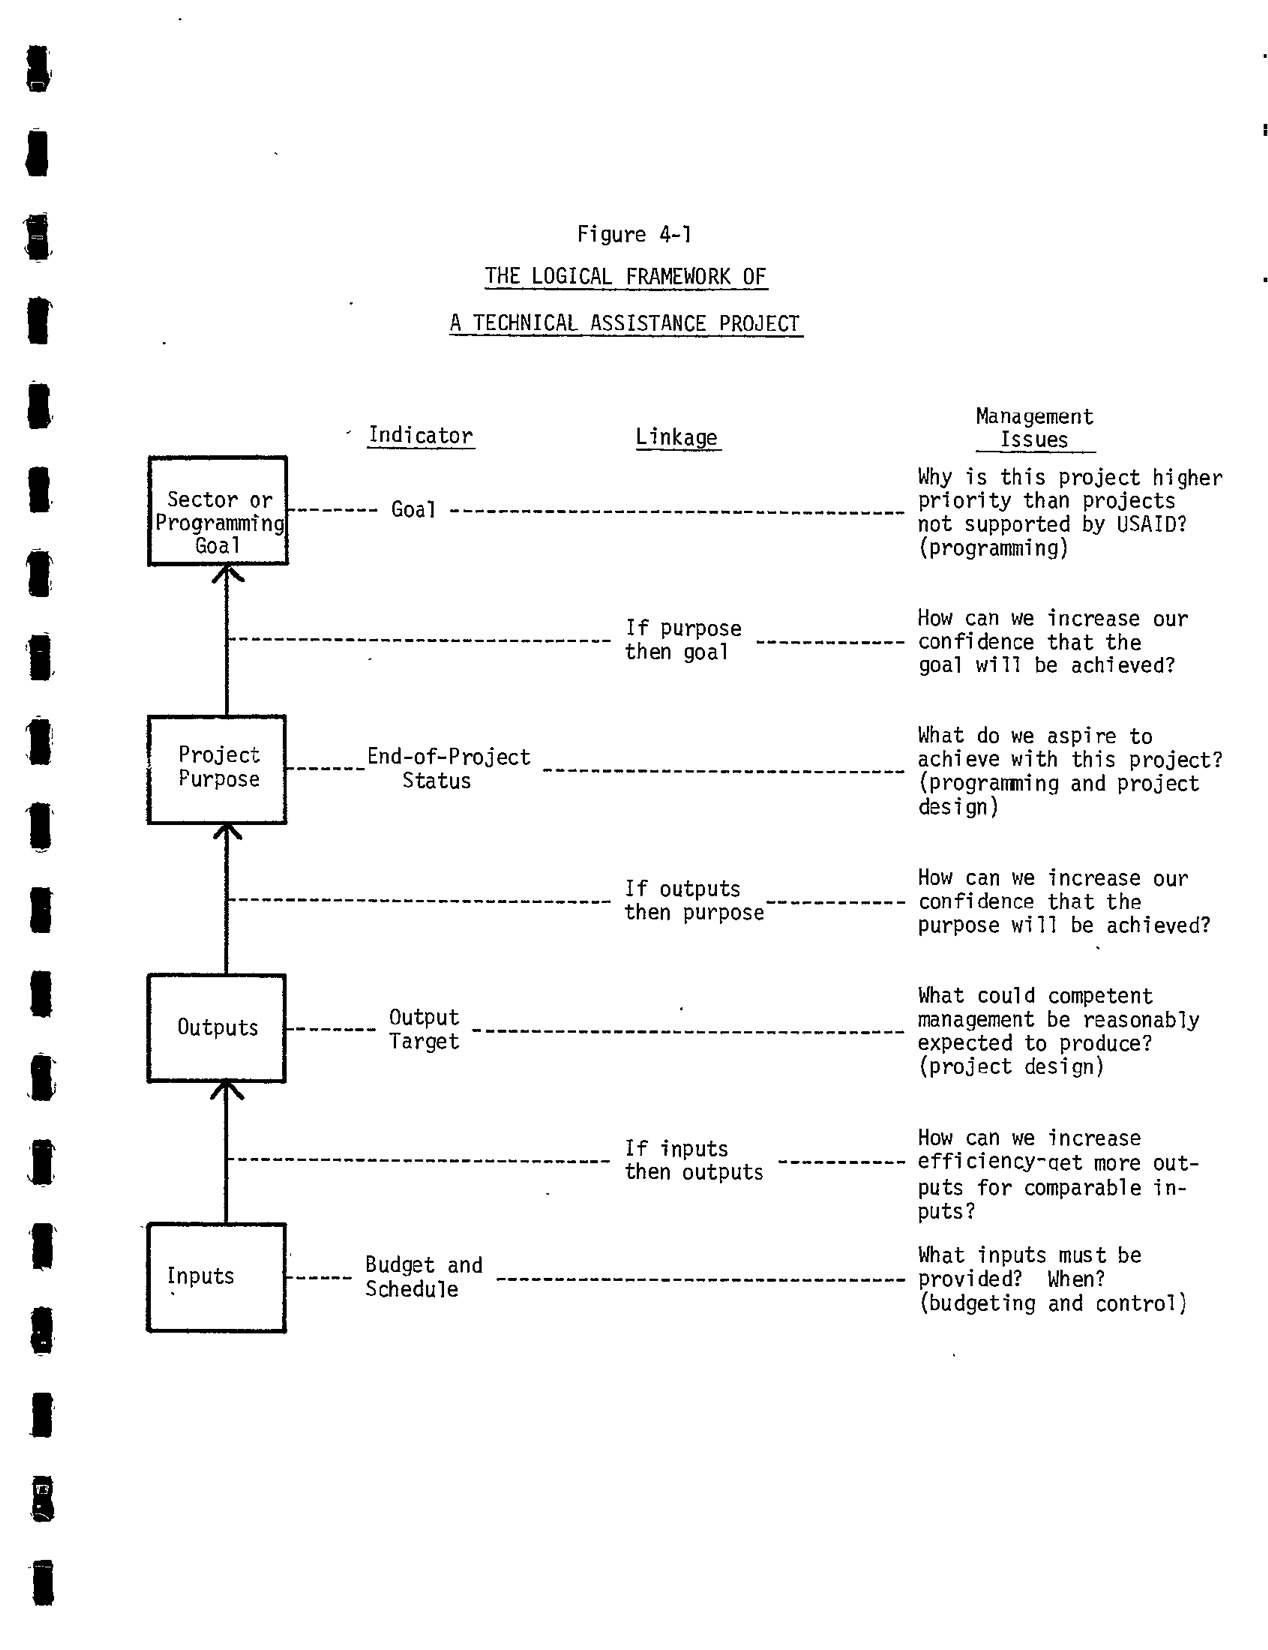 Figure 4-1
THE LOGICAL FRAMEWORK OF
A TECHNICAL ASSISTANCE PROJECT
Indicator
Linkage
Management
Issues
Sector or
Programming
Goal
Goal
Why is this project higher
priority than projects
not supported by USAID?
(programming)
If purpose
then goal
How can we increase our
confidence that the
goal will be achieved?
Project
Purpose
End-of-Project
Status
What do we aspire to
achieve with this project?
(programming and project
design)
If outputs
then purpose
How can we increase our
confidence that the
purpose will be achieved?
Outputs
Output
Target
What could competent
management be reasonably
expected to produce?
(project design)
If inputs
then outputs
How can we increase
efficiency-get more out-
puts for comparable in-
puts?
Inputs
Budget and
Schedule
What inputs must be
provided? When?
(budgeting and control)